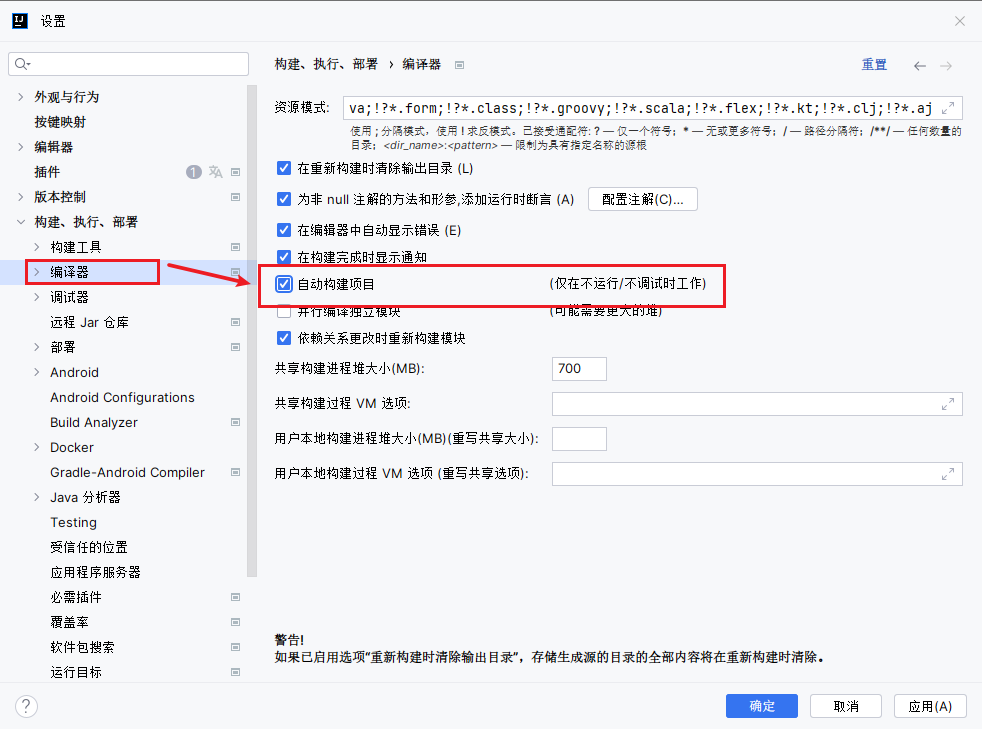 设置
外观与行为
按键映射
编辑器
插件 1
版本控制
构建、执行、部署
构建工具
编译器
调试器
远程 Jar 仓库
部署
Android
Android Configurations
Build Analyzer
Docker
Gradle-Android Compiler
Java 分析器
Testing
受信任的位置
应用程序服务器
必需插件
覆盖率
软件包搜索
运行目标
?
构建、执行、部署 › 编译器
重置
资源模式: va;!?*.form;!?*.class;!?*.groovy;!?*.scala;!?*.flex;!?*.kt;!?*.clj;!?*.aj
使用 ; 分隔模式，使用 ! 求反模式。已接受通配符: ? — 仅一个符号；* — 无或更多符号；/ — 路径分隔符；/**/ — 任何数量的
目录；<dir_name>:<pattern> — 限制为具有指定名称的源根
在重新构建时清除输出目录 (L)
为非 null 注解的方法和形参,添加运行时断言 (A) 配置注解(C)...
在编辑器中自动显示错误 (E)
在构建完成时显示通知
自动构建项目 (仅在不运行/不调试时工作)
并行编译独立模块 (可能需要更大的堆)
依赖关系更改时重新构建模块
共享构建进程堆大小(MB): 700
共享构建过程 VM 选项:
用户本地构建进程堆大小(MB)(重写共享大小):
用户本地构建过程 VM 选项 (重写共享选项):
警告!
如果已启用选项“重新构建时清除输出目录”，存储生成源的目录的全部内容将在重新构建时清除。
确定 取消 应用(A)